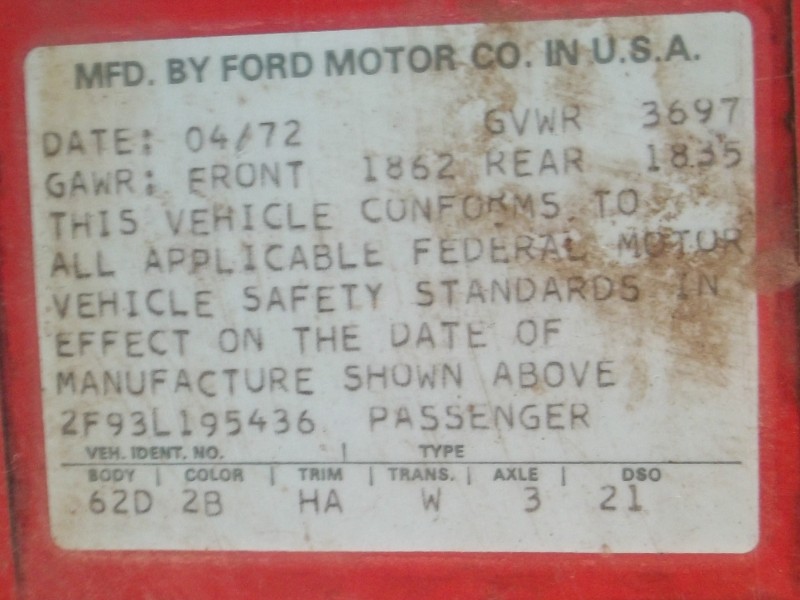 MFD. BY FORD MOTOR CO. IN U.S.A.
DATE: 04/72 GVWR 3697
GAWR: FRONT 1862 REAR 1835
THIS VEHICLE CONFORMS TO
ALL APPLICABLE FEDERAL MOTOR
VEHICLE SAFETY STANDARDS IN
EFFECT ON THE DATE OF
MANUFACTURE SHOWN ABOVE
2F93L195436 PASSENGER
VEH. IDENT. NO. | TYPE
BODY | COLOR | TRIM | TRANS. | AXLE | DSO
62D 2B HA W 3 21